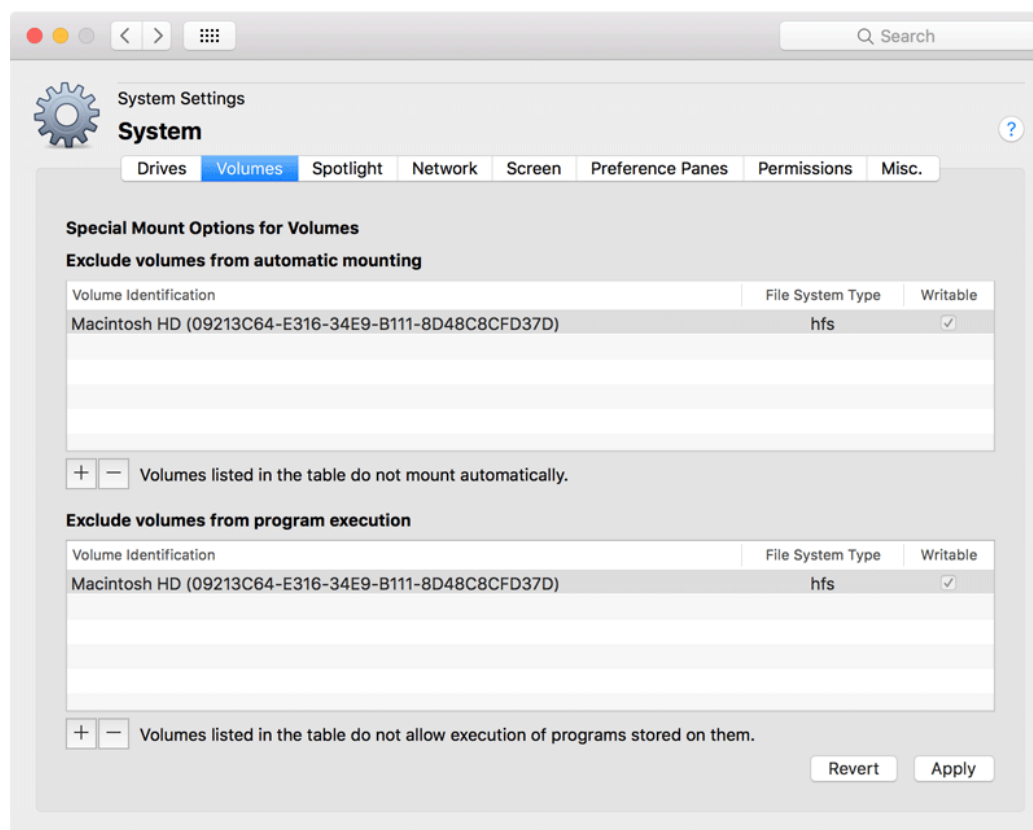 Search
System Settings
System
?
Drives Volumes Spotlight Network Screen Preference Panes Permissions Misc.
Special Mount Options for Volumes
Exclude volumes from automatic mounting
Volume Identification File System Type Writable
Macintosh HD (09213C64-E316-34E9-B111-8D48C8CFD37D) hfs
+ − Volumes listed in the table do not mount automatically.
Exclude volumes from program execution
Volume Identification File System Type Writable
Macintosh HD (09213C64-E316-34E9-B111-8D48C8CFD37D) hfs
+ − Volumes listed in the table do not allow execution of programs stored on them.
Revert Apply